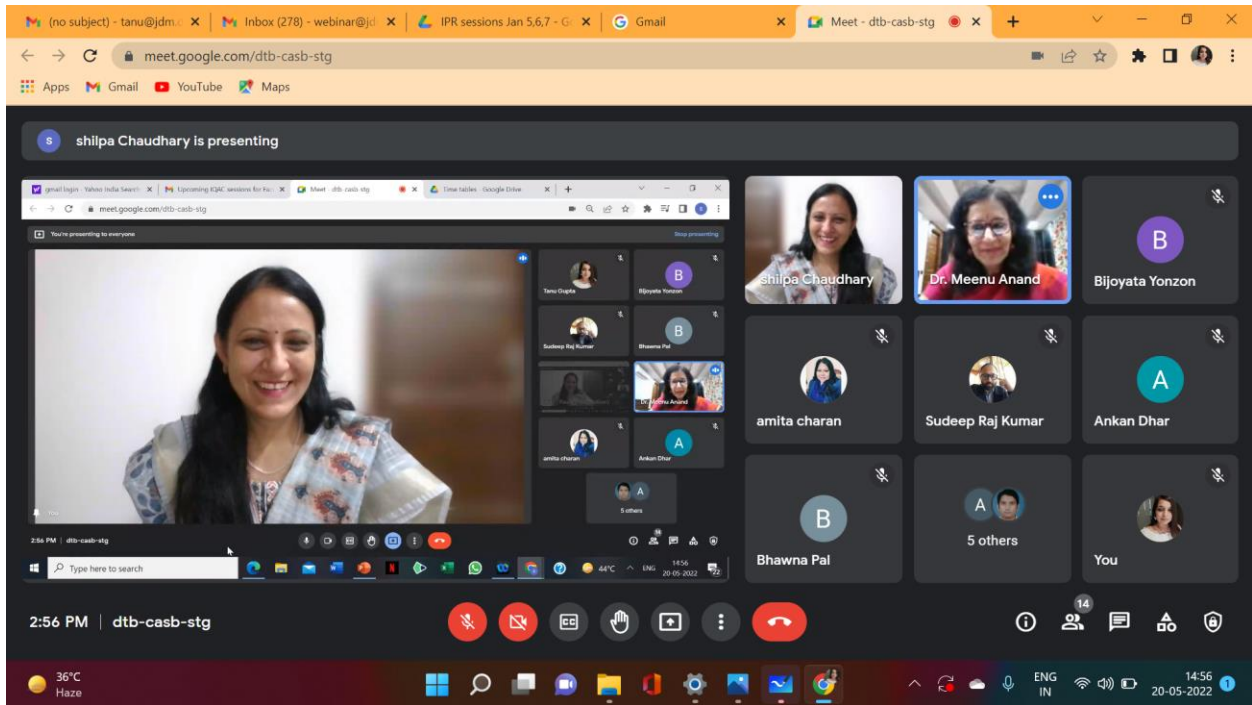 (no subject) - tanu@jdm.c
Inbox (278) - webinar@jd
IPR sessions Jan 5,6,7 - Go
Gmail
Meet - dtb-casb-stg
meet.google.com/dtb-casb-stg
Apps
Gmail
YouTube
Maps
s
shilpa Chaudhary is presenting
gmail login - Yahoo India Search
Upcoming IQAC sessions for Fac
Meet - dtb-casb-stg
Time tables - Google Drive
meet.google.com/dtb-casb-stg
You're presenting to everyone
Stop presenting
Tanu Gupta
B
Bijoyata Yonzon
Sudeep Raj Kumar
B
Bhawna Pal
Dr. Meenu Anand
amita charan
A
Ankan Dhar
A
5 others
You
2:56 PM | dtb-casb-stg
14
Type here to search
44°C
ENG
1456
20-05-2022
22
shilpa Chaudhary
Dr. Meenu Anand
B
Bijoyata Yonzon
amita charan
Sudeep Raj Kumar
A
Ankan Dhar
B
Bhawna Pal
A
5 others
You
2:56 PM | dtb-casb-stg
CC
14
36°C
Haze
ENG
IN
14:56
20-05-2022
1